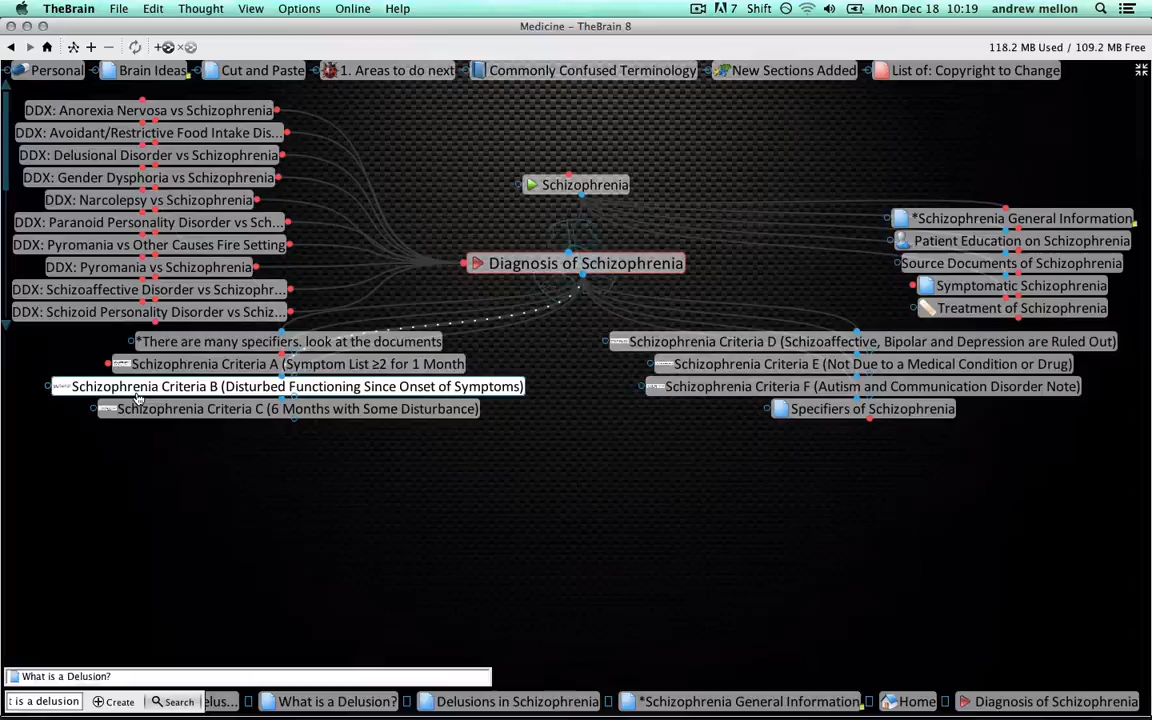 TheBrain File Edit Thought View Options Online Help 7 Shift Mon Dec 18 10:19 andrew mellon
Medicine – TheBrain 8
118.2 MB Used / 109.2 MB Free
Personal Brain Ideas Cut and Paste 1. Areas to do next Commonly Confused Terminology New Sections Added List of: Copyright to Change
DDX: Anorexia Nervosa vs Schizophrenia
DDX: Avoidant/Restrictive Food Intake Dis...
DDX: Delusional Disorder vs Schizophrenia
DDX: Gender Dysphoria vs Schizophrenia
DDX: Narcolepsy vs Schizophrenia
DDX: Paranoid Personality Disorder vs Sch...
DDX: Pyromania vs Other Causes Fire Setting
DDX: Pyromania vs Schizophrenia
DDX: Schizoaffective Disorder vs Schizophr...
DDX: Schizoid Personality Disorder vs Schiz...
Schizophrenia
Diagnosis of Schizophrenia
*Schizophrenia General Information
Patient Education on Schizophrenia
Source Documents of Schizophrenia
Symptomatic Schizophrenia
Treatment of Schizophrenia
*There are many specifiers. look at the documents
Schizophrenia Criteria A (Symptom List ≥2 for 1 Month
Schizophrenia Criteria B (Disturbed Functioning Since Onset of Symptoms)
Schizophrenia Criteria C (6 Months with Some Disturbance)
Schizophrenia Criteria D (Schizoaffective, Bipolar and Depression are Ruled Out)
Schizophrenia Criteria E (Not Due to a Medical Condition or Drug)
Schizophrenia Criteria F (Autism and Communication Disorder Note)
Specifiers of Schizophrenia
What is a Delusion?
t is a delusion Create Search elus... What is a Delusion? Delusions in Schizophrenia *Schizophrenia General Information Home Diagnosis of Schizophrenia